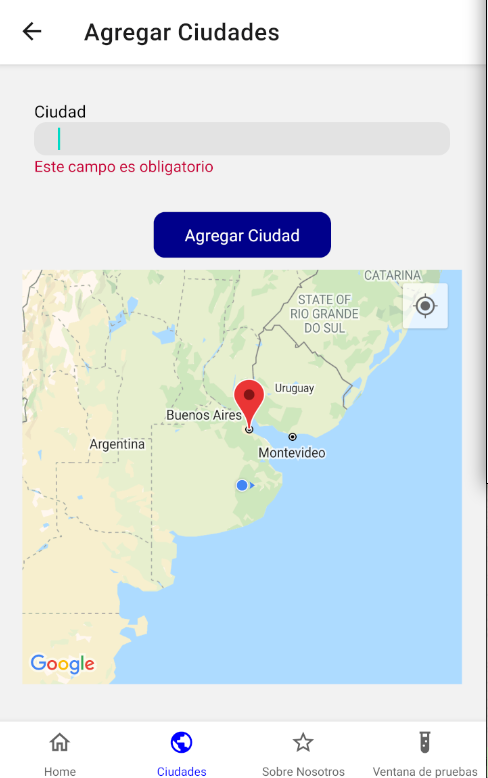 Agregar Ciudades
Ciudad
Este campo es obligatorio
Agregar Ciudad
CATARINA
STATE OF
RIO GRANDE
DO SUL
Uruguay
Buenos Aires
Argentina
Montevideo
Google
Home
Ciudades
Sobre Nosotros
Ventana de pruebas